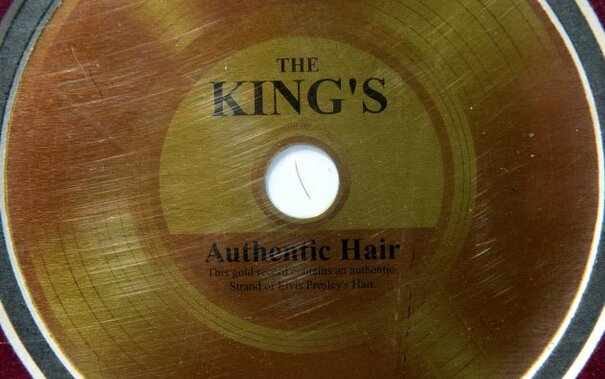 THE
KING'S
Authentic Hair
This gold record contains an authentic
Strand of Elvis Presley's Hair